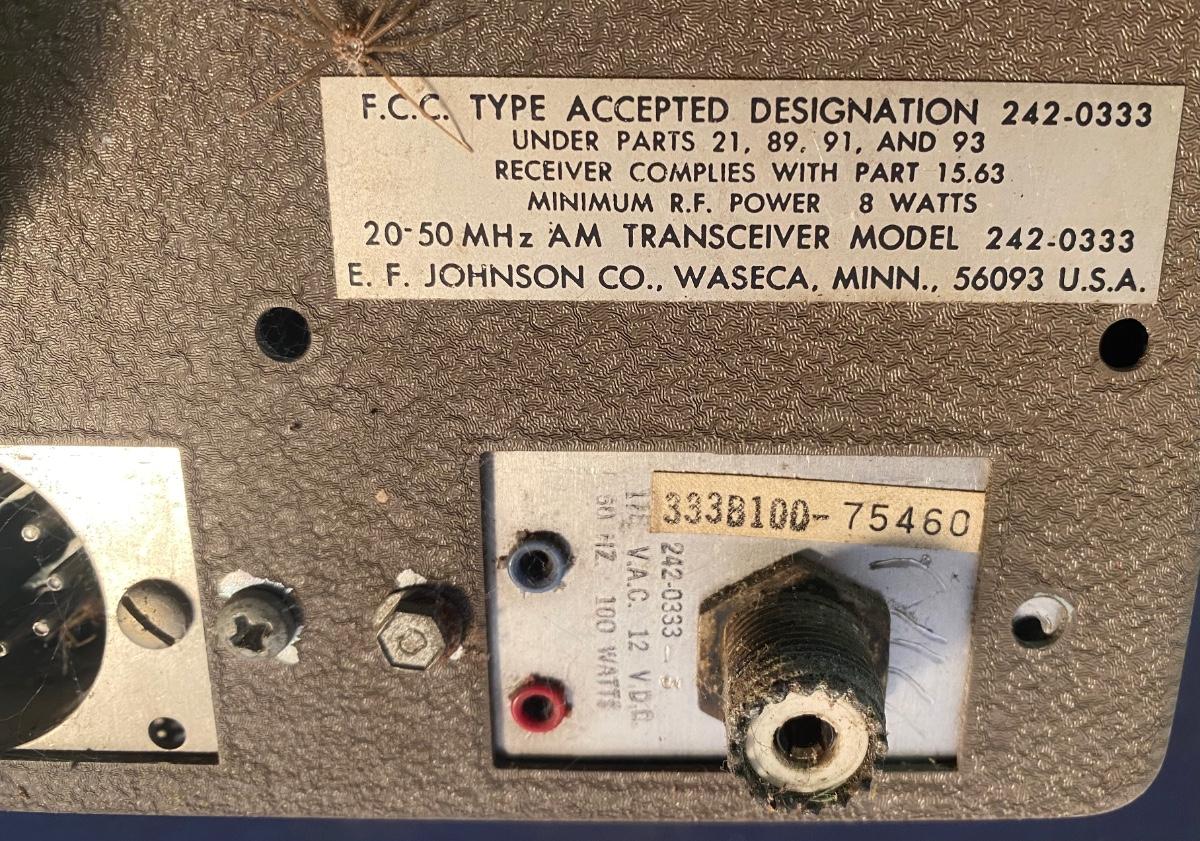 F.C.C. TYPE ACCEPTED DESIGNATION 242-0333
UNDER PARTS 21, 89, 91, AND 93
RECEIVER COMPLIES WITH PART 15.63
MINIMUM R.F. POWER 8 WATTS
20-50 MHz AM TRANSCEIVER MODEL 242-0333
E. F. JOHNSON CO., WASECA, MINN., 56093 U.S.A.
333B100-75460
242-0333-3
V.A.C. 12 V.D.C.
60 HZ. 100 WATTS